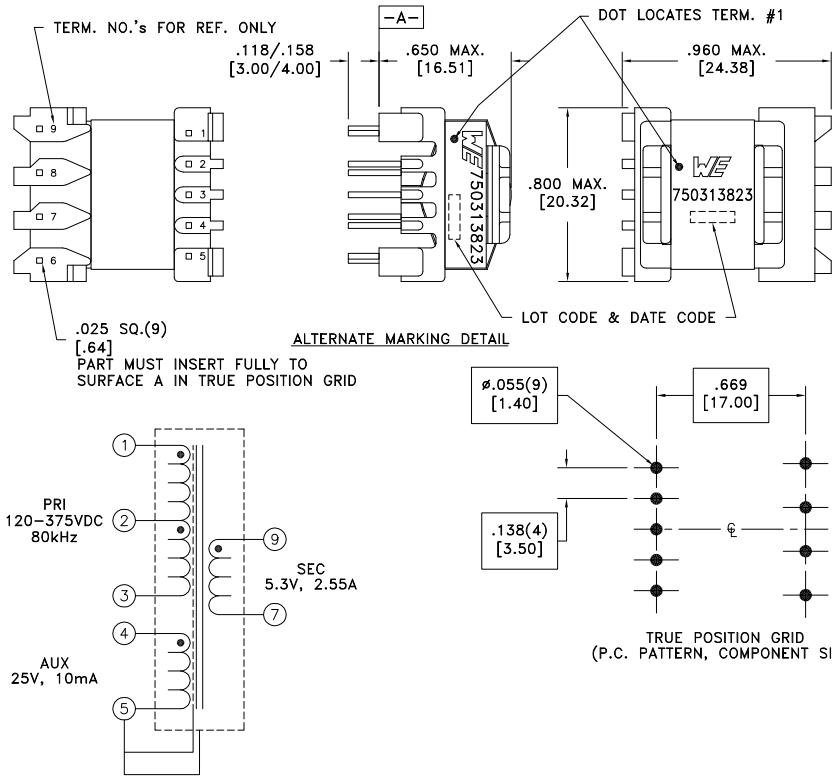 TERM. NO.'s FOR REF. ONLY
-A-
DOT LOCATES TERM. #1
.118/.158
[3.00/4.00]
.650 MAX.
[16.51]
.960 MAX.
[24.38]
9
8
7
6
1
2
3
4
5
WE
750313823
.800 MAX.
[20.32]
WE
750313823
LOT CODE & DATE CODE
ALTERNATE MARKING DETAIL
.025 SQ.(9)
[.64]
PART MUST INSERT FULLY TO
SURFACE A IN TRUE POSITION GRID
ø.055(9)
[1.40]
.669
[17.00]
.138(4)
[3.50]
℄
TRUE POSITION GRID
(P.C. PATTERN, COMPONENT SI
1
PRI
120-375VDC
80kHz
2
3
4
AUX
25V, 10mA
5
9
SEC
5.3V, 2.55A
7